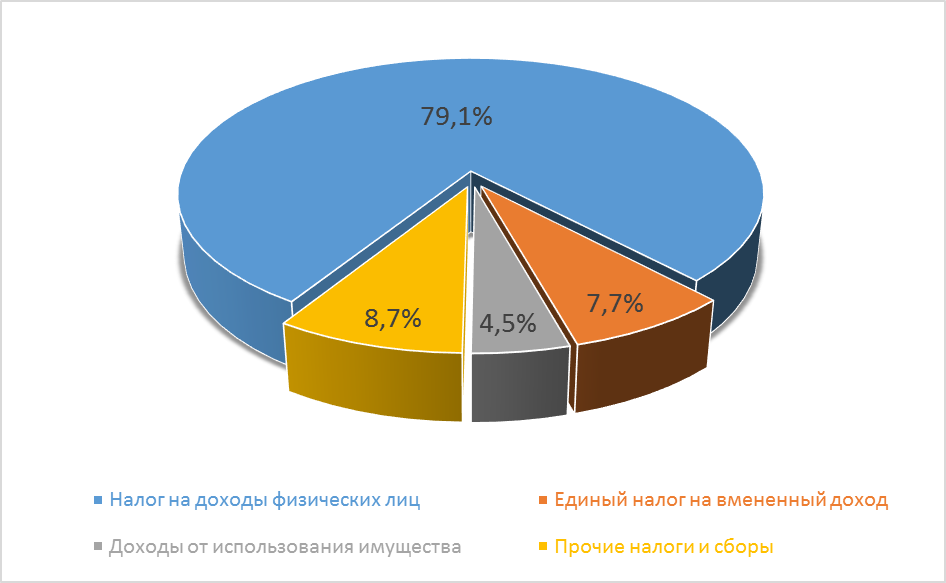 79,1%
7,7%
8,7%
4,5%
Налог на доходы физических лиц
Единый налог на вмененный доход
Доходы от использования имущества
Прочие налоги и сборы